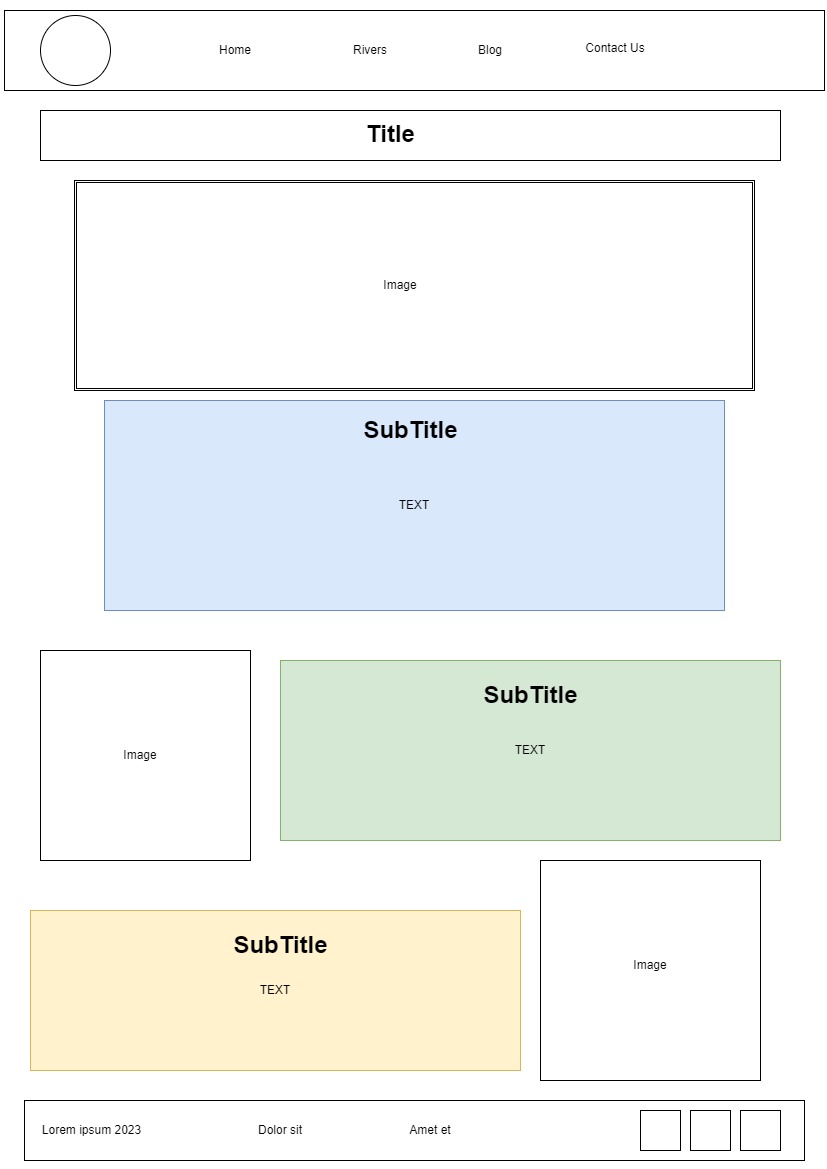 Home
Rivers
Blog
Contact Us
Title
Image
SubTitle
TEXT
Image
SubTitle
TEXT
SubTitle
TEXT
Image
Lorem ipsum 2023
Dolor sit
Amet et